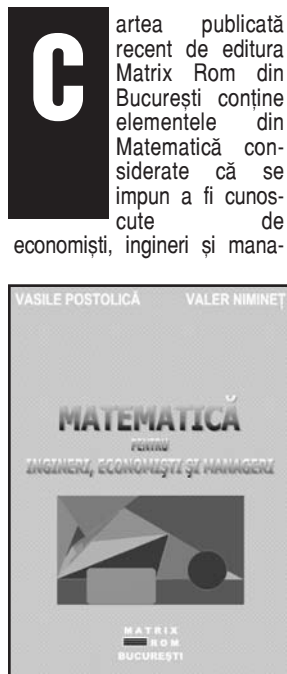 Cartea publicată
recent de editura
Matrix Rom din
București conține
elementele din
Matematică con-
siderate că se
impun a fi cunos-
cute de
economiști, ingineri și mana-
VASILE POSTOLICĂ VALER NIMINEȚ
MATEMATICĂ
PENTRU
INGINERI, ECONOMIȘTI ȘI MANAGERI
MATRIX
ROM
BUCUREȘTI